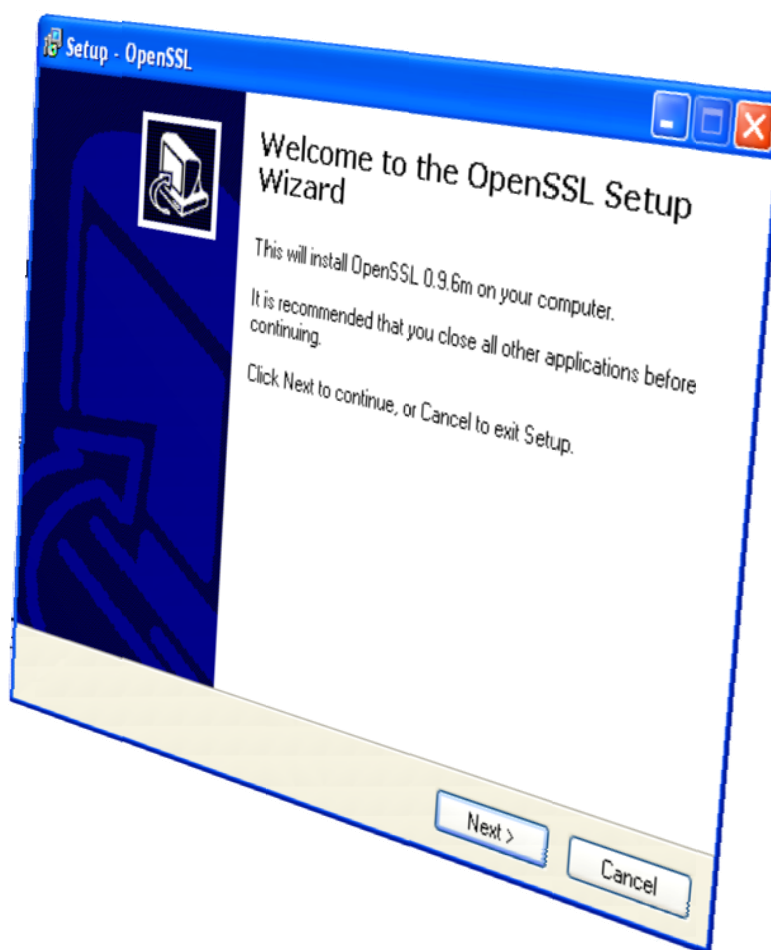 Setup - OpenSSL
Welcome to the OpenSSL Setup
Wizard
This will install OpenSSL 0.9.6m on your computer.
It is recommended that you close all other applications before
continuing.
Click Next to continue, or Cancel to exit Setup.
Next >
Cancel